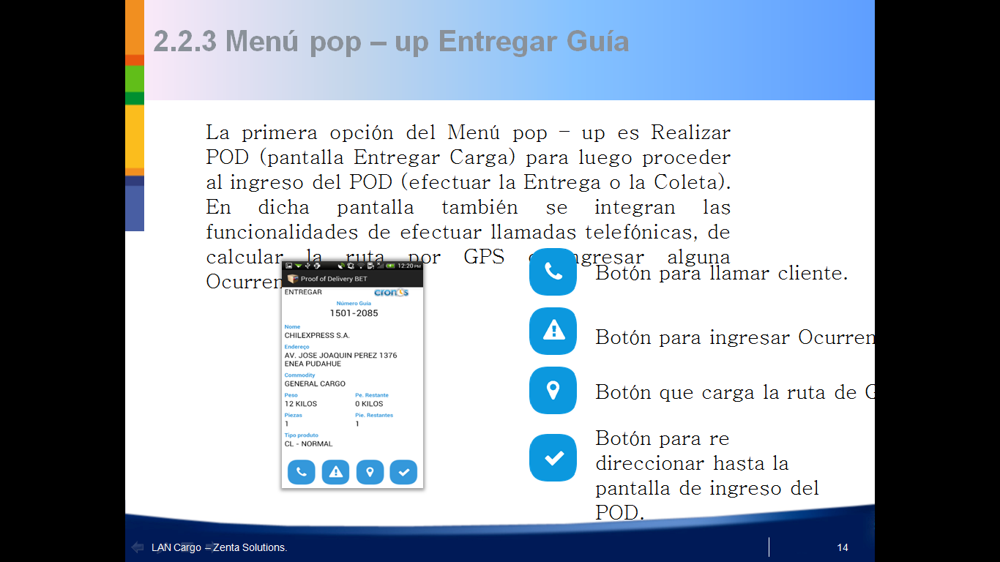 2.2.3 Menú pop – up Entregar Guía
La primera opción del Menú pop – up es Realizar
POD (pantalla Entregar Carga) para luego proceder
al ingreso del POD (efectuar la Entrega o la Coleta).
En dicha pantalla también se integran las
funcionalidades de efectuar llamadas telefónicas, de
calcular la ruta por GPS alguna
12:20 PM
Proof of Delivery BET
ENTREGAR
cronos
Número Guía
1501-2085
Nome
CHILEXPRESS S.A.
Endereço
AV. JOSE JOAQUIN PEREZ 1376
ENEA PUDAHUE
Commodity
GENERAL CARGO
Peso Pe. Restante
12 KILOS 0 KILOS
Piezas Pie. Restantes
1 1
Tipo produto
CL - NORMAL
Botón para llamar cliente.
Botón para ingresar Ocurren
Botón que carga la ruta de G
Botón para re
direccionar hasta la
pantalla de ingreso del
POD.
LAN Cargo – Zenta Solutions.
14